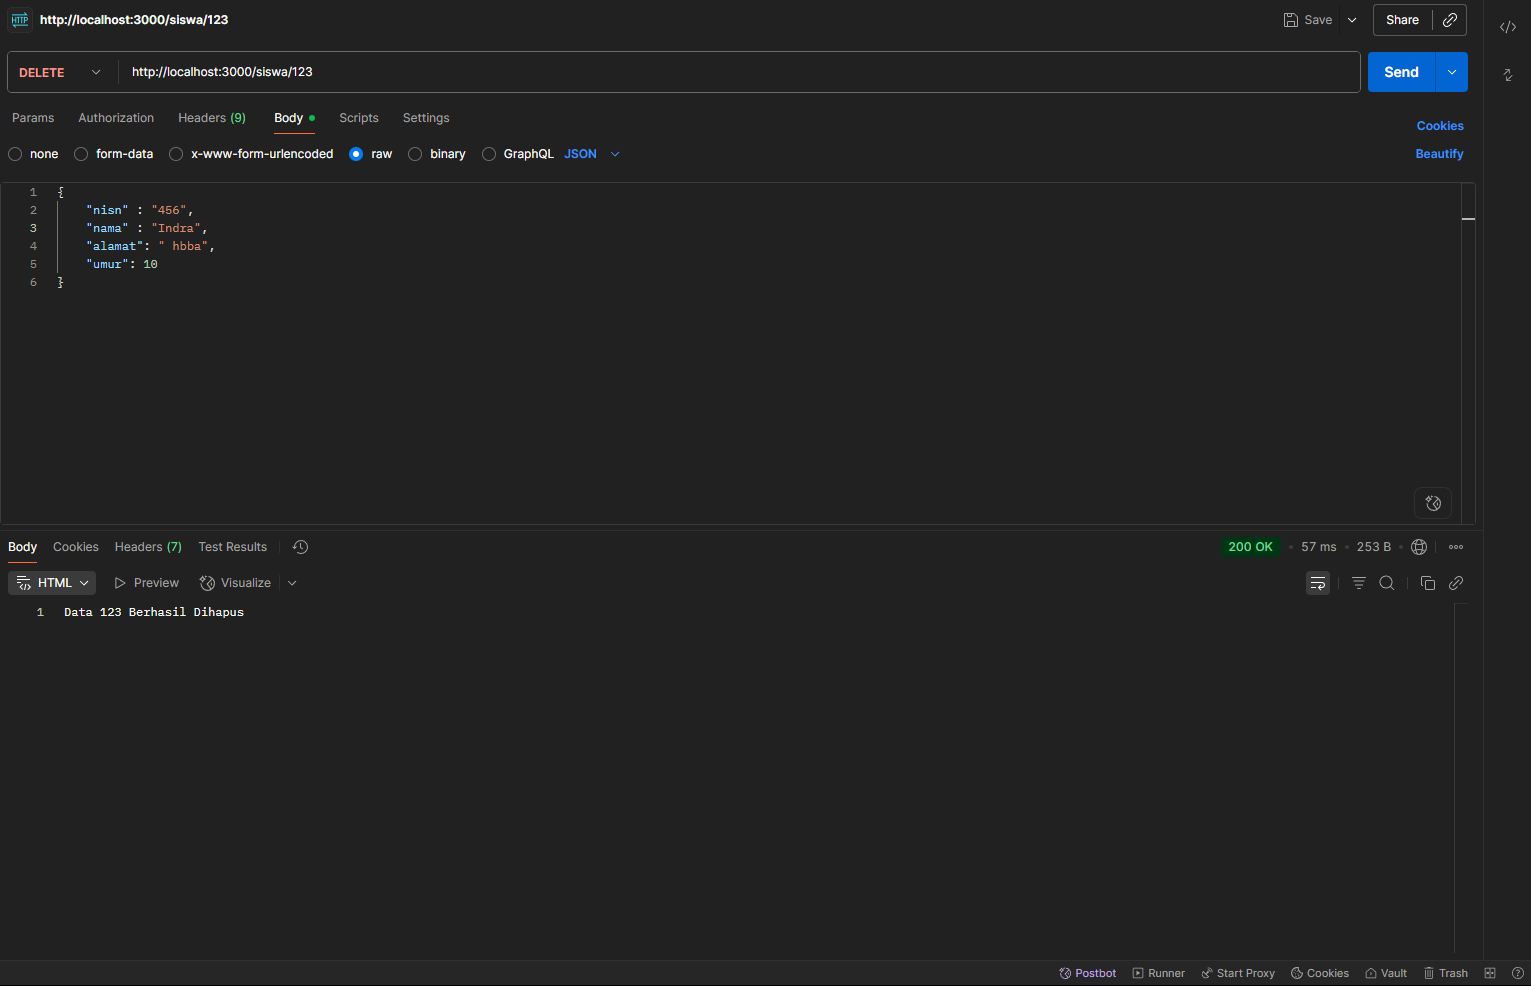 HTTP http://localhost:3000/siswa/123 Save Share
DELETE http://localhost:3000/siswa/123 Send
Params Authorization Headers (9) Body Scripts Settings Cookies
none form-data x-www-form-urlencoded raw binary GraphQL JSON Beautify
1 {
2 "nisn" : "456",
3 "nama" : "Indra",
4 "alamat": " hbba",
5 "umur": 10
6 }
Body Cookies Headers (7) Test Results 200 OK • 57 ms • 253 B •
HTML Preview Visualize
1 Data 123 Berhasil Dihapus
Postbot Runner Start Proxy Cookies Vault Trash